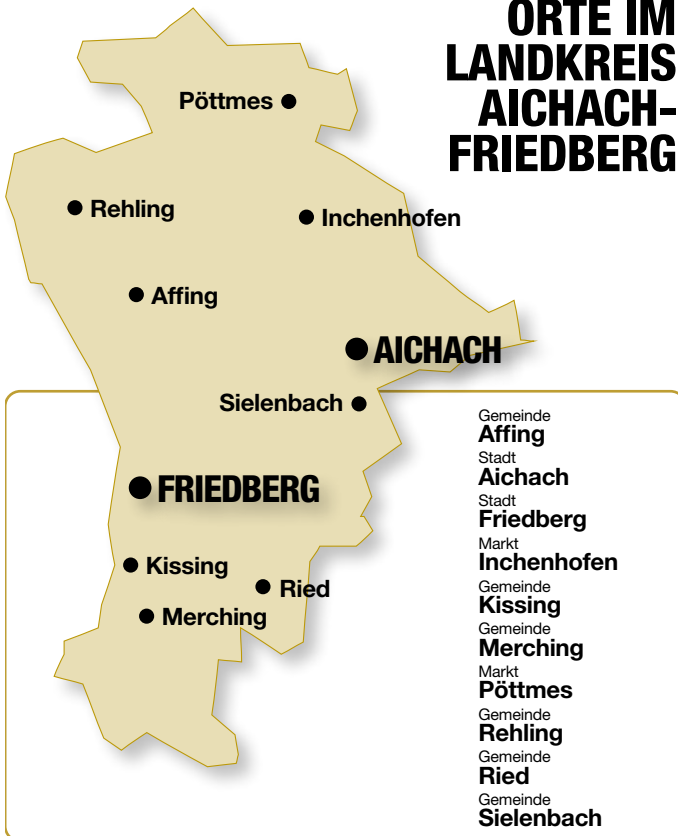 ORTE IM
LANDKREIS
AICHACH-
FRIEDBERG
Pöttmes
Rehling
Inchenhofen
Affing
AICHACH
Sielenbach
FRIEDBERG
Kissing
Ried
Merching
Gemeinde
Affing
Stadt
Aichach
Stadt
Friedberg
Markt
Inchenhofen
Gemeinde
Kissing
Gemeinde
Merching
Markt
Pöttmes
Gemeinde
Rehling
Gemeinde
Ried
Gemeinde
Sielenbach